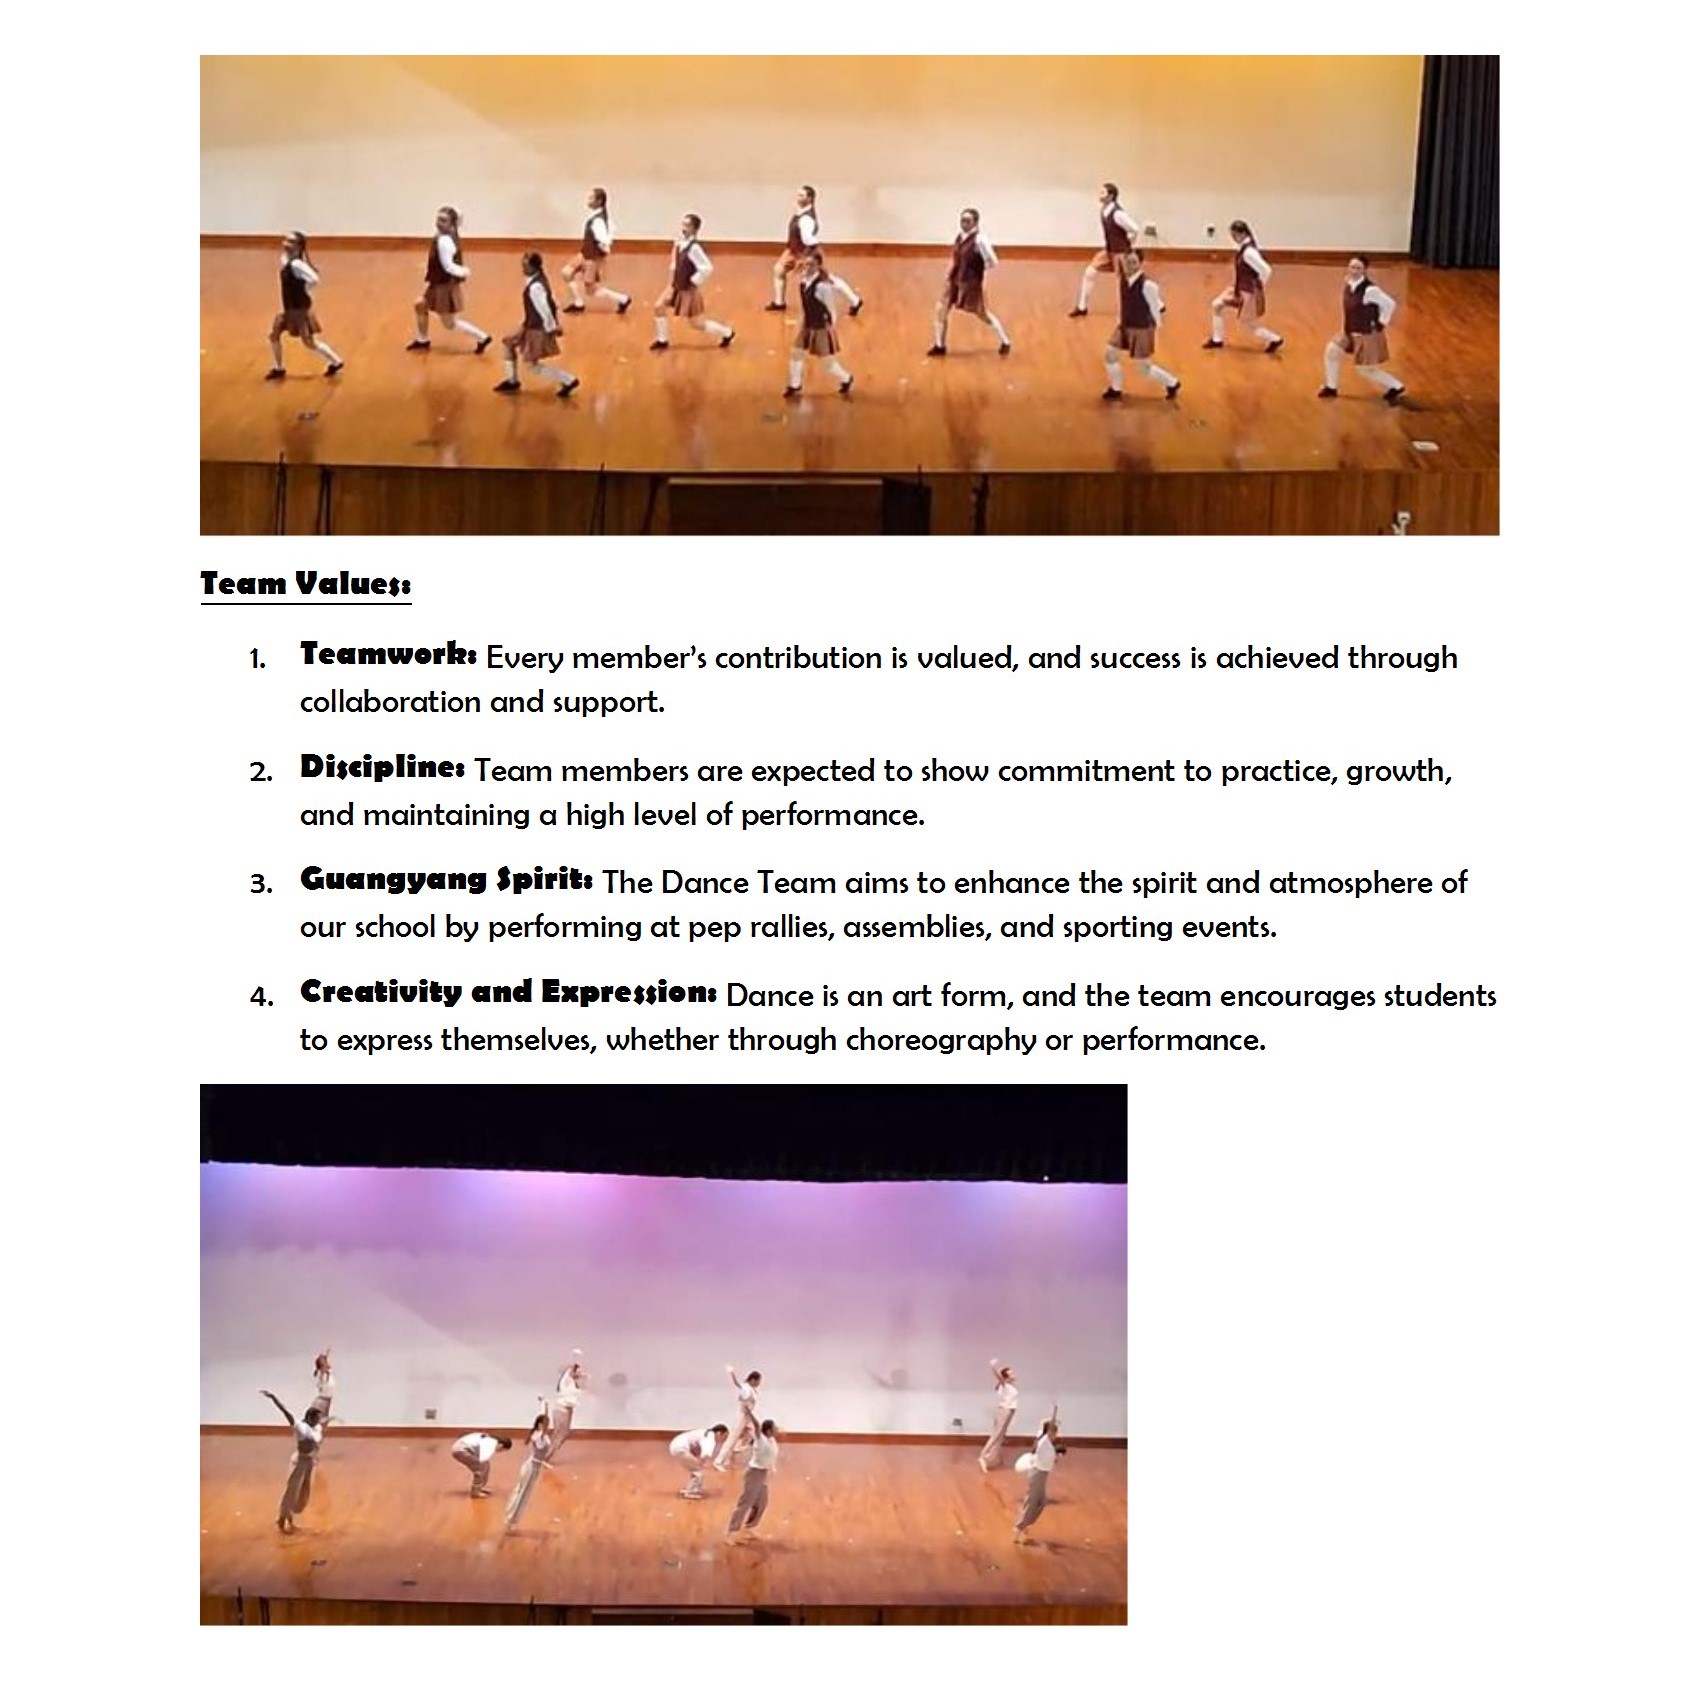 Team Values:
1. Teamwork: Every member’s contribution is valued, and success is achieved through
collaboration and support.
2. Discipline: Team members are expected to show commitment to practice, growth,
and maintaining a high level of performance.
3. Guangyang Spirit: The Dance Team aims to enhance the spirit and atmosphere of
our school by performing at pep rallies, assemblies, and sporting events.
4. Creativity and Expression: Dance is an art form, and the team encourages students
to express themselves, whether through choreography or performance.